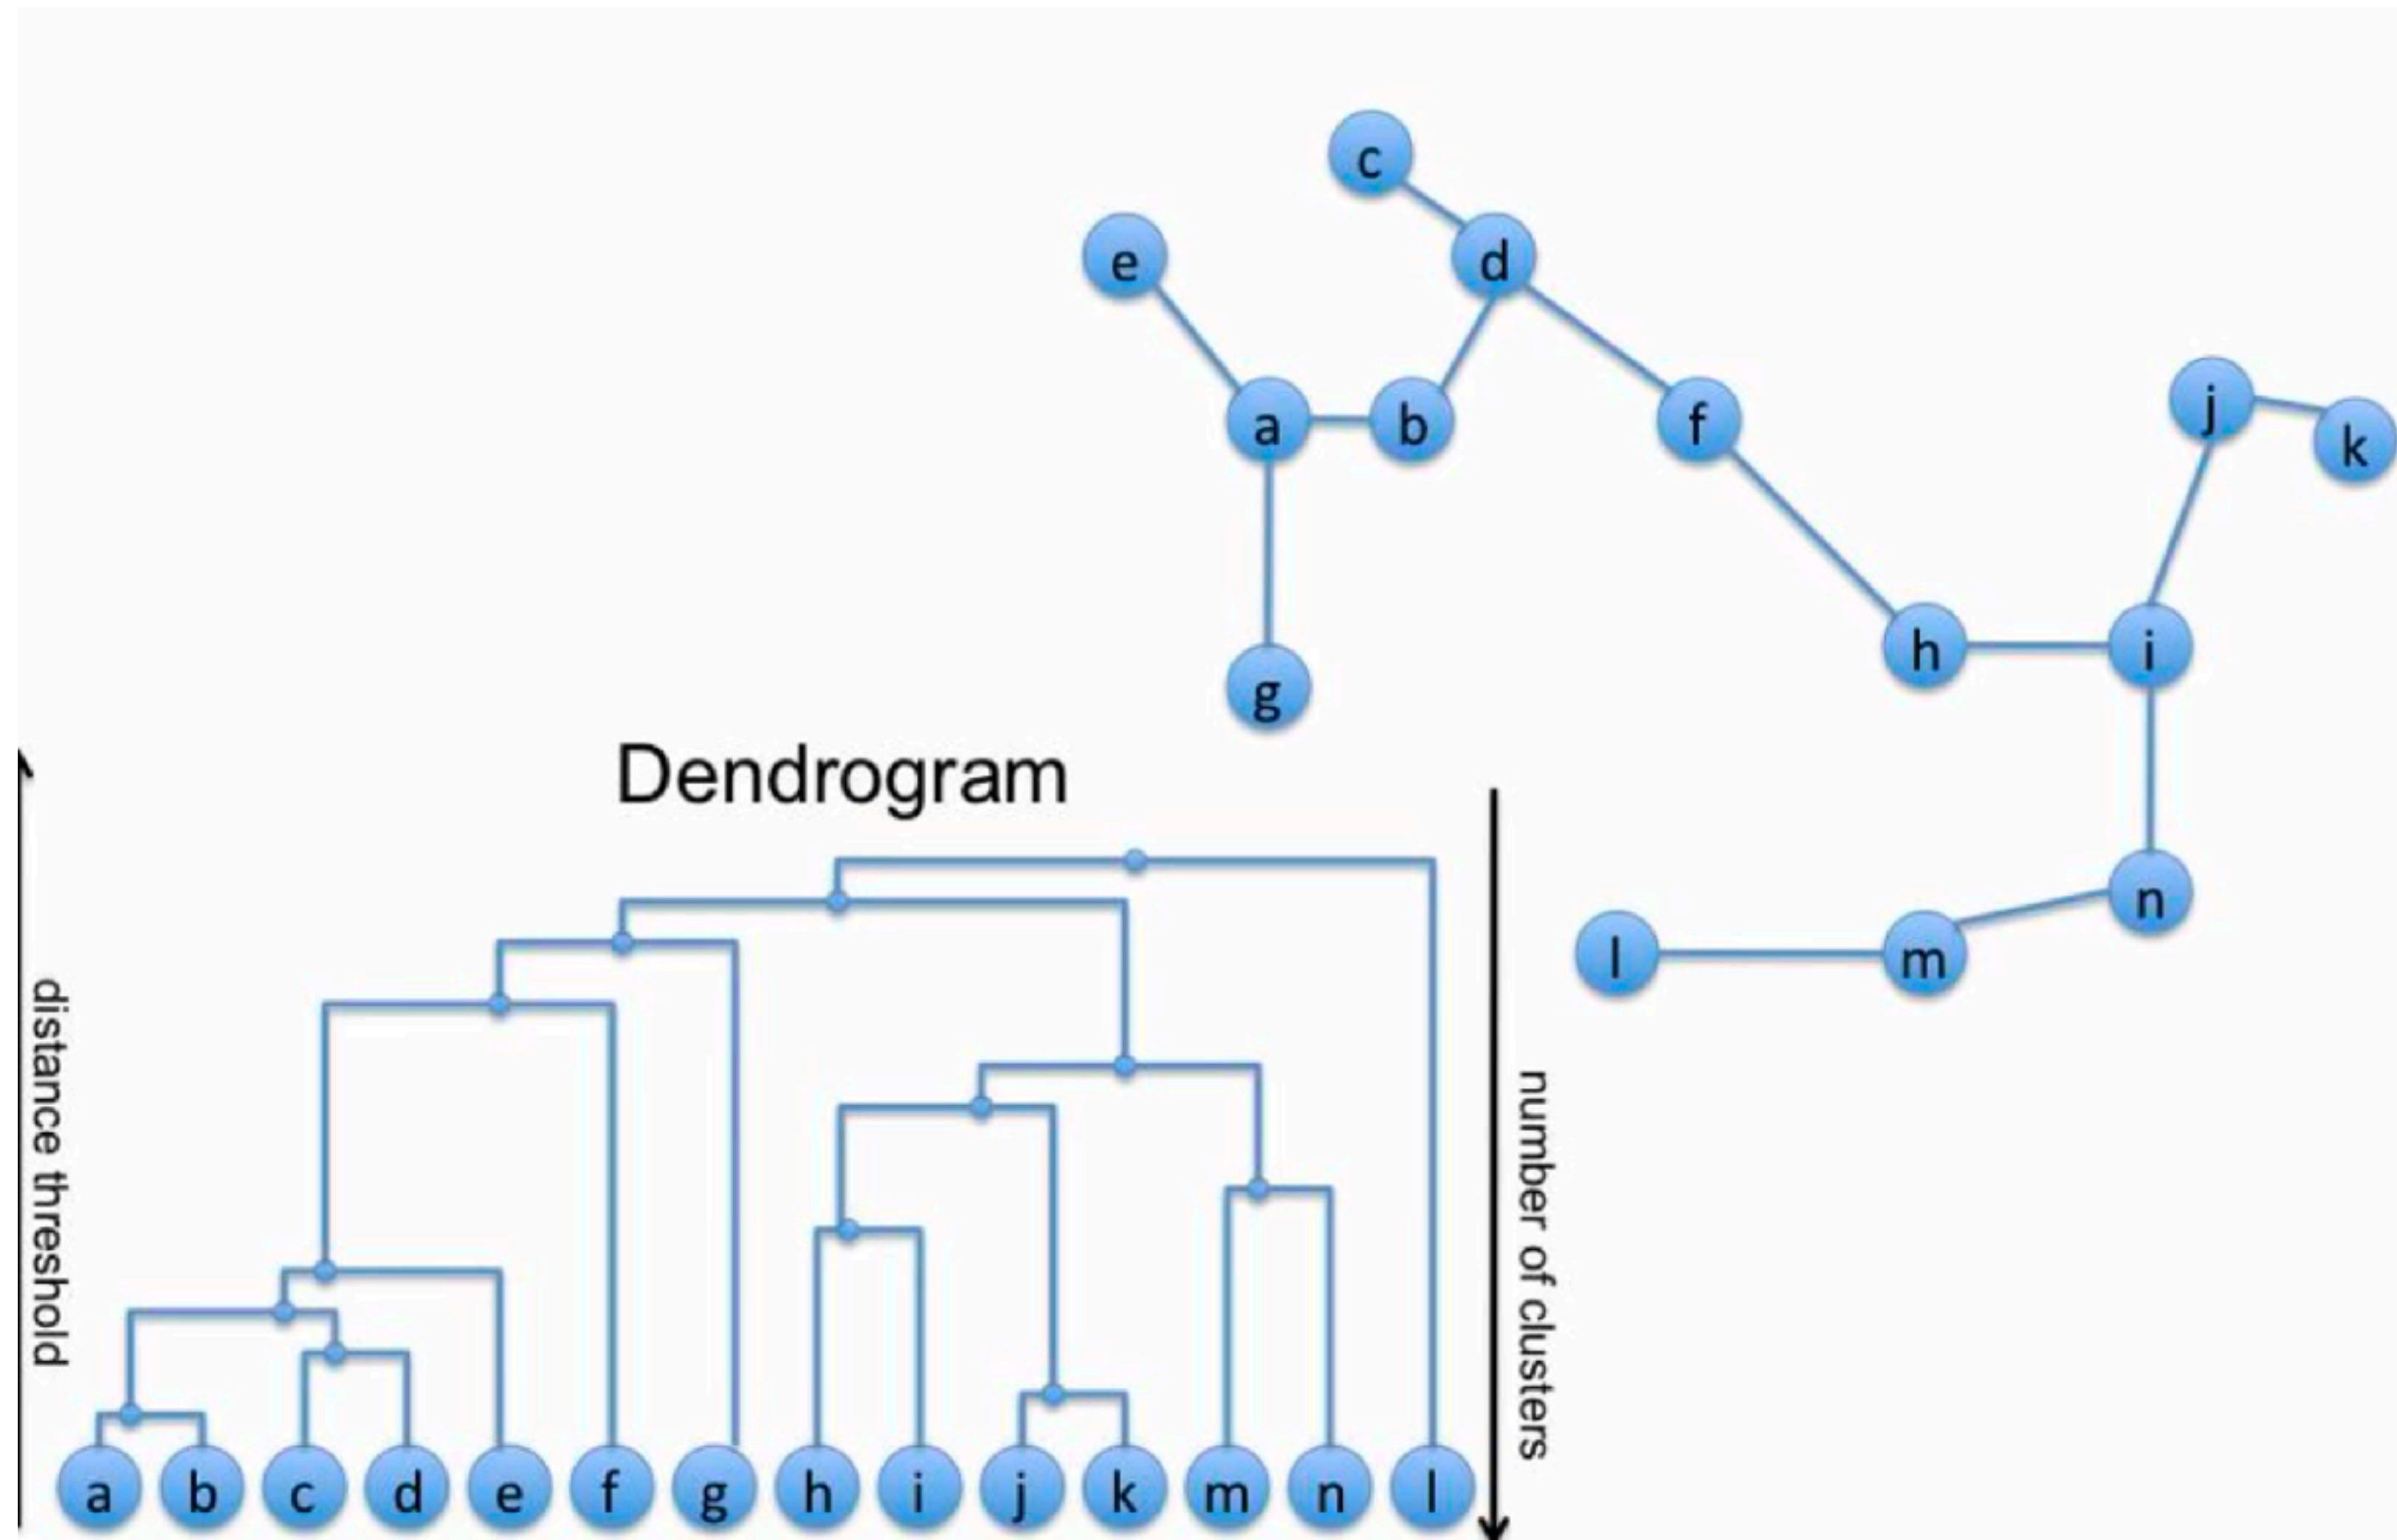 c
e
d
a
b
f
j
k
g
h
i
n
l
m
Dendrogram
distance threshold
number of clusters
a b c d e f g h i j k m n l